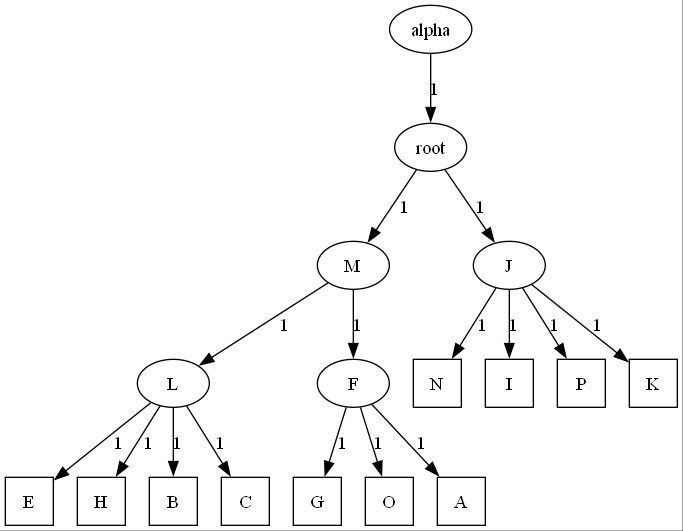 alpha
1
root
1 1
M J
1 1 1 1 1 1
L F N I P K
1 1 1 1 1 1 1
E H B C G O A